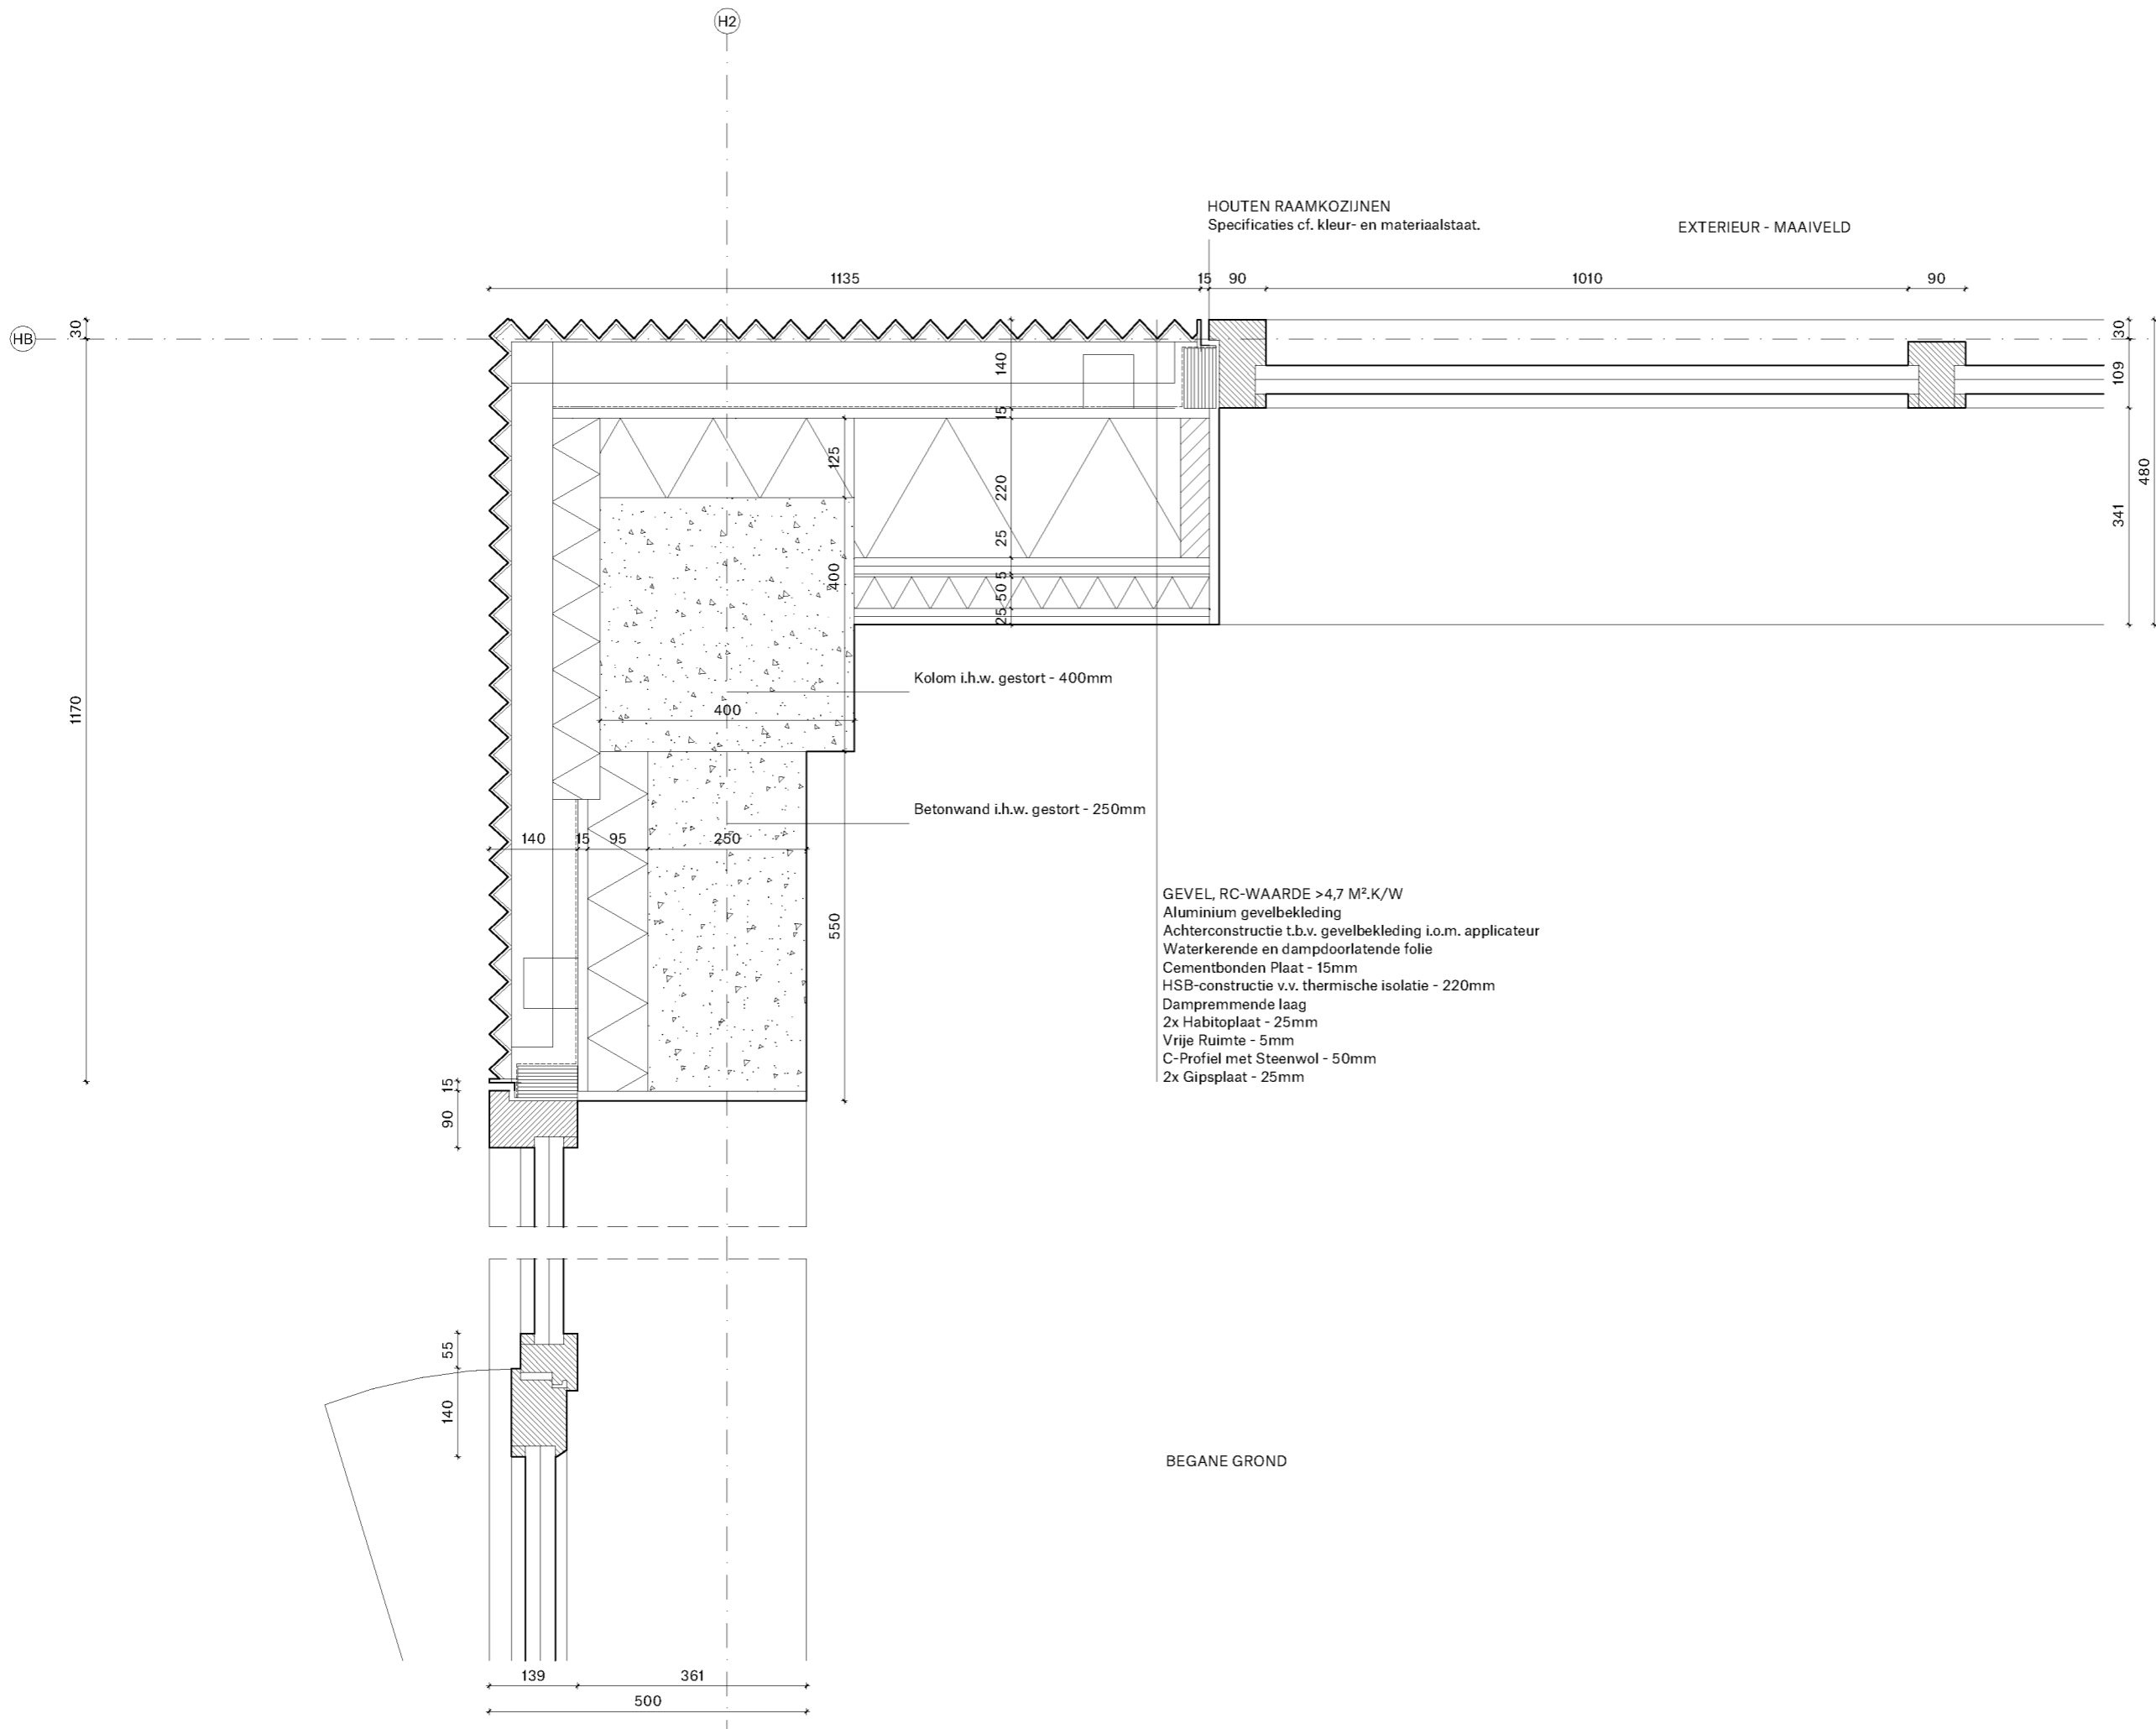 H2
HOUTEN RAAMKOZIJNEN
Specificaties cf. kleur- en materiaalstaat.
EXTERIEUR - MAAIVELD
1135
15
90
1010
90
HB
30
1170
140
15
220
25
5
50
25
125
400
550
30
109
341
480
Kolom i.h.w. gestort - 400mm
400
Betonwand i.h.w. gestort - 250mm
140
15
95
250
GEVEL, RC-WAARDE >4,7 M².K/W
Aluminium gevelbekleding
Achterconstructie t.b.v. gevelbekleding i.o.m. applicateur
Waterkerende en dampdoorlatende folie
Cementbonden Plaat - 15mm
HSB-constructie v.v. thermische isolatie - 220mm
Dampremmende laag
2x Habitoplaat - 25mm
Vrije Ruimte - 5mm
C-Profiel met Steenwol - 50mm
2x Gipsplaat - 25mm
15
90
55
140
BEGANE GROND
139
361
500